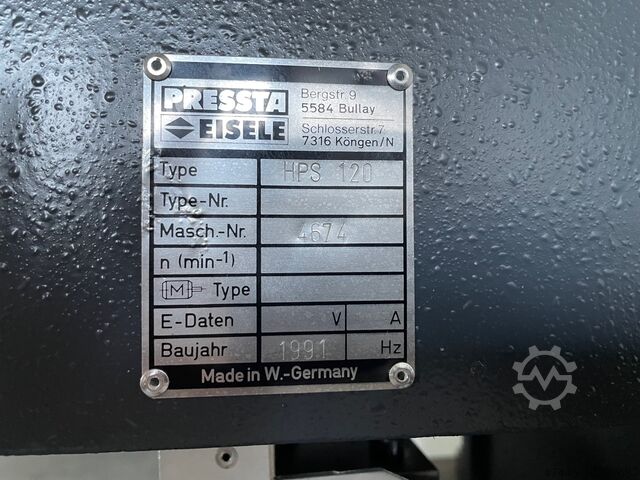 PRESSTA
EISELE
Bergstr. 9
5584 Bullay
Schlosserstr. 7
7316 Köngen/N
Type HPS 120
Type-Nr.
Masch.-Nr. 4674
n (min-1)
M Type
E-Daten V A
Baujahr 1991 Hz
Made in W.-Germany